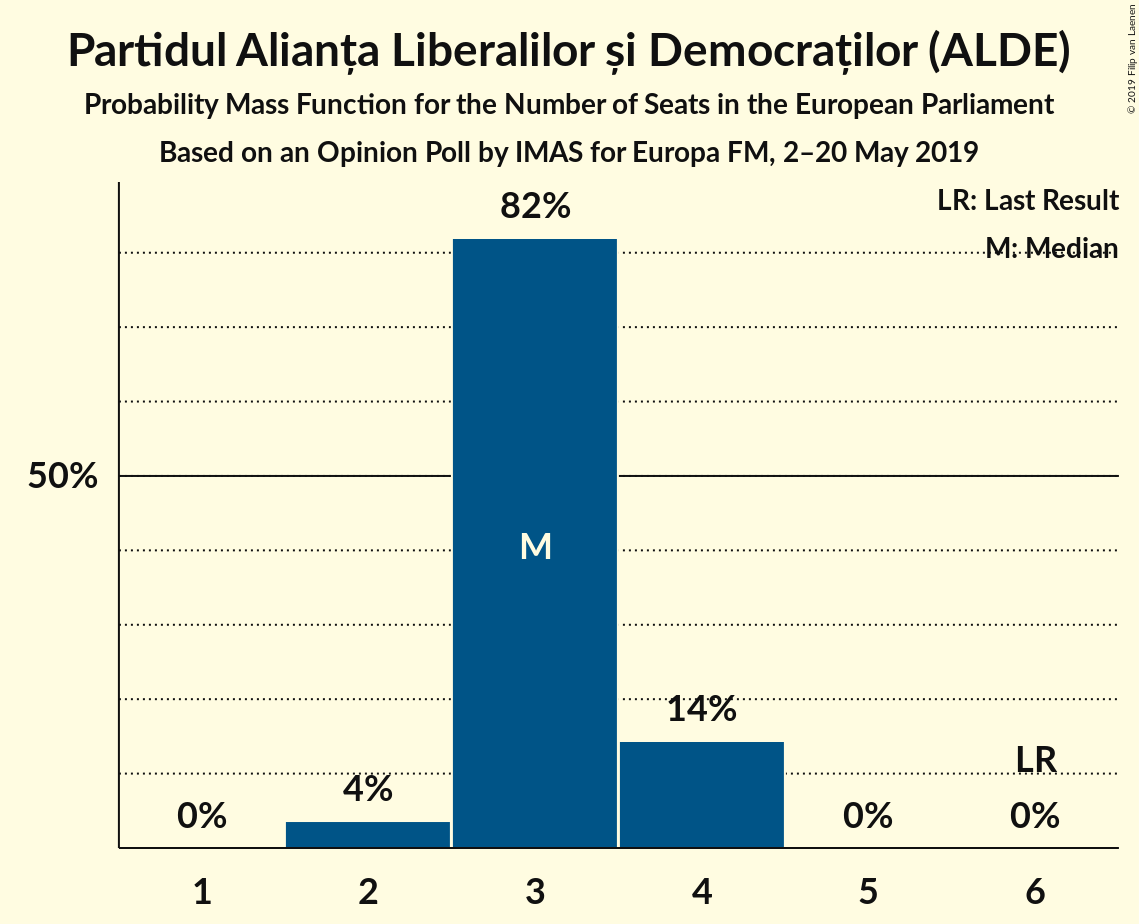 Partidul Alianța Liberalilor și Democraților (ALDE)
Probability Mass Function for the Number of Seats in the European Parliament
Based on an Opinion Poll by IMAS for Europa FM, 2–20 May 2019
© 2019 Filip van Laenen
LR: Last Result
M: Median
82%
50%
M
14%
LR
4%
0%
0%
0%
1 2 3 4 5 6